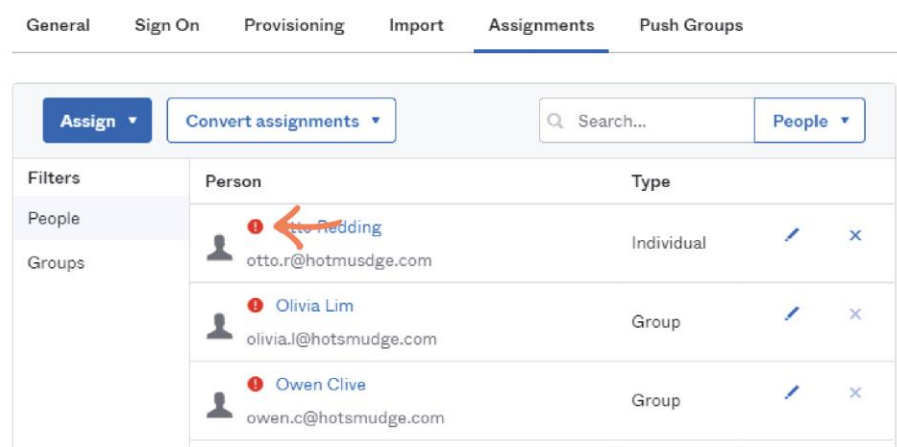 General Sign On Provisioning Import Assignments Push Groups
Assign Convert assignments Search... People
Filters Person Type
People
Groups
Otto Redding
otto.r@hotmusdge.com
Individual
Olivia Lim
olivia.l@hotsmudge.com
Group
Owen Clive
owen.c@hotsmudge.com
Group